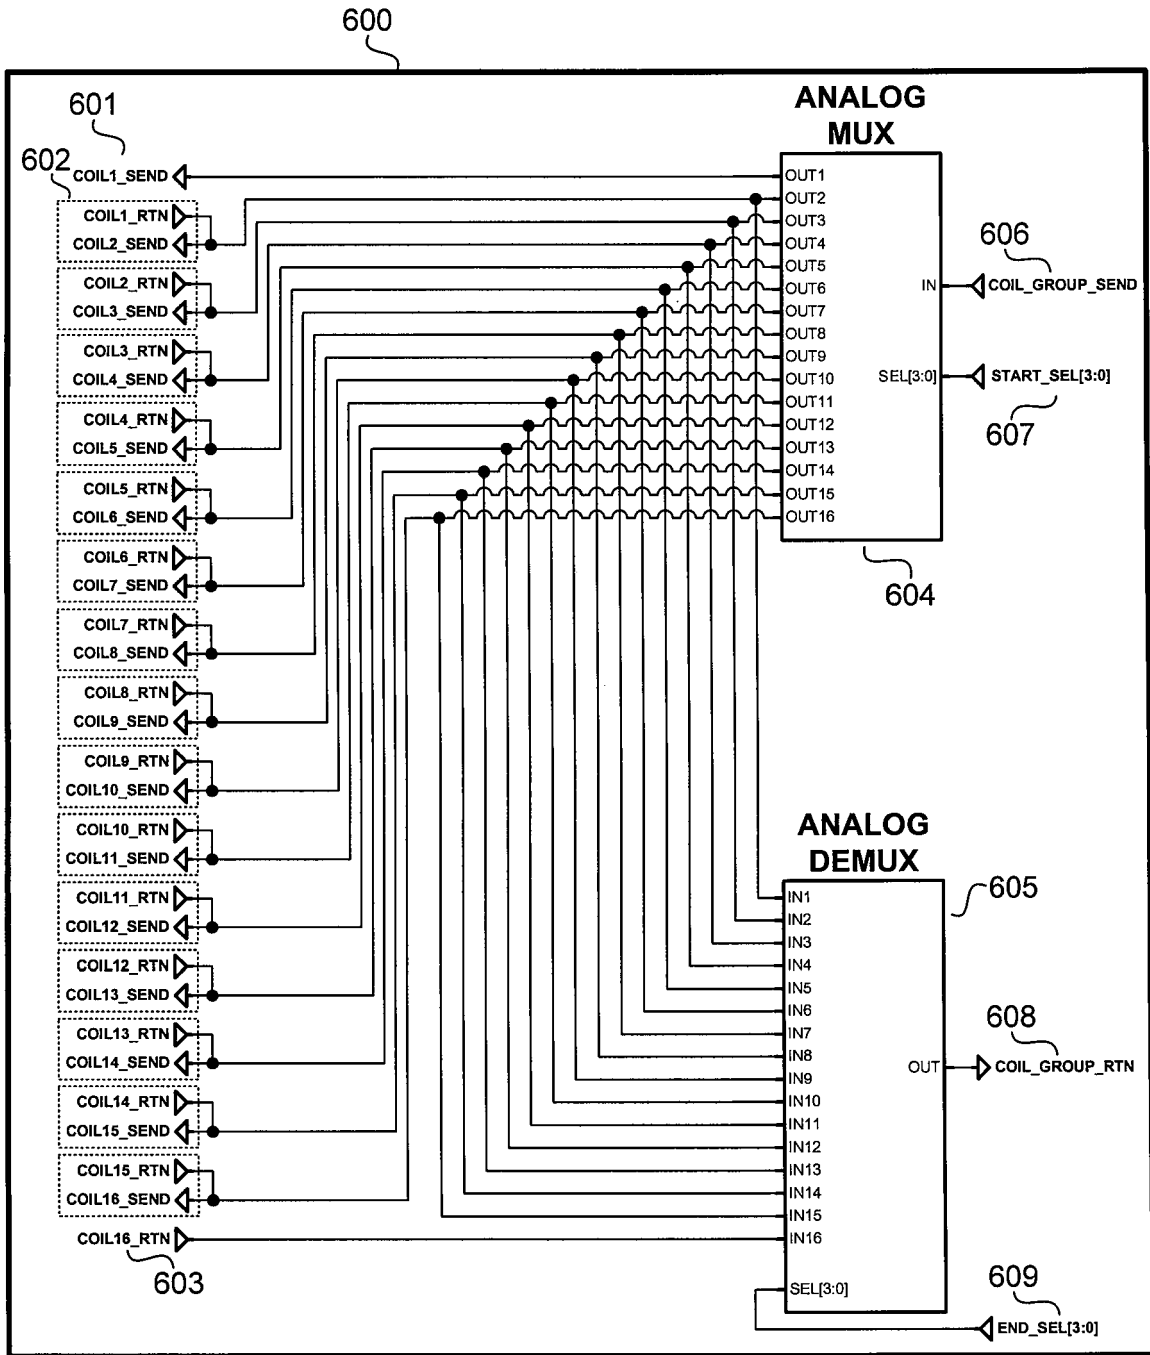 600
601
602
COIL1_SEND
COIL1_RTN
COIL2_SEND
COIL2_RTN
COIL3_SEND
COIL3_RTN
COIL4_SEND
COIL4_RTN
COIL5_SEND
COIL5_RTN
COIL6_SEND
COIL6_RTN
COIL7_SEND
COIL7_RTN
COIL8_SEND
COIL8_RTN
COIL9_SEND
COIL9_RTN
COIL10_SEND
COIL10_RTN
COIL11_SEND
COIL11_RTN
COIL12_SEND
COIL12_RTN
COIL13_SEND
COIL13_RTN
COIL14_SEND
COIL14_RTN
COIL15_SEND
COIL15_RTN
COIL16_SEND
COIL16_RTN
603
ANALOG
MUX
OUT1
OUT2
OUT3
OUT4
OUT5
OUT6
OUT7
OUT8
OUT9
OUT10
OUT11
OUT12
OUT13
OUT14
OUT15
OUT16
IN
SEL[3:0]
606
COIL_GROUP_SEND
START_SEL[3:0]
607
604
ANALOG
DEMUX
605
IN1
IN2
IN3
IN4
IN5
IN6
IN7
IN8
IN9
IN10
IN11
IN12
IN13
IN14
IN15
IN16
SEL[3:0]
OUT
608
COIL_GROUP_RTN
609
END_SEL[3:0]